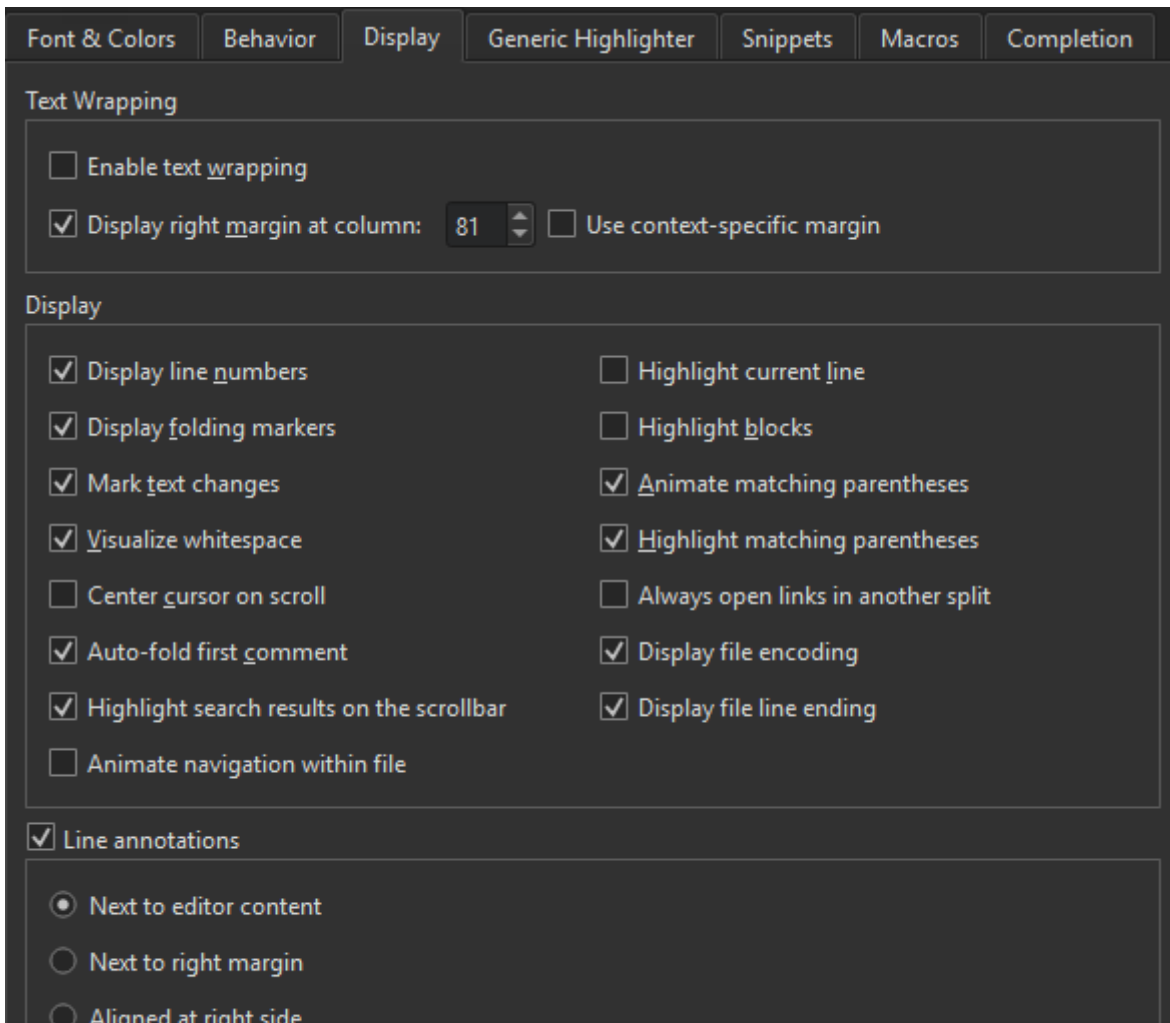 Font & Colors Behavior Display Generic Highlighter Snippets Macros Completion
Text Wrapping
Enable text wrapping
Display right margin at column: 81 Use context-specific margin
Display
Display line numbers Highlight current line
Display folding markers Highlight blocks
Mark text changes Animate matching parentheses
Visualize whitespace Highlight matching parentheses
Center cursor on scroll Always open links in another split
Auto-fold first comment Display file encoding
Highlight search results on the scrollbar Display file line ending
Animate navigation within file
Line annotations
Next to editor content
Next to right margin
Aligned at right side